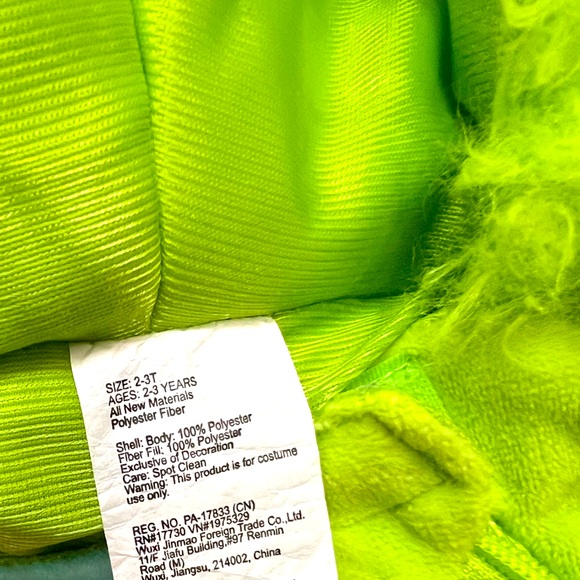 SIZE: 2-3T
AGES: 2-3 YEARS
All New Materials
Polyester Fiber
Shell: Body: 100% Polyester
Fiber Fill: 100% Polyester
Exclusive of Decoration
Care: Spot Clean
Warning: This product is for costume
use only.
REG. NO. PA-17833 (CN)
RN#17730 VN#1975329
Wuxi Jinmao Foreign Trade Co.,Ltd.
11/F Jiafu Building,#97 Renmin
Road (M)
Wuxi, Jiangsu, 214002, China